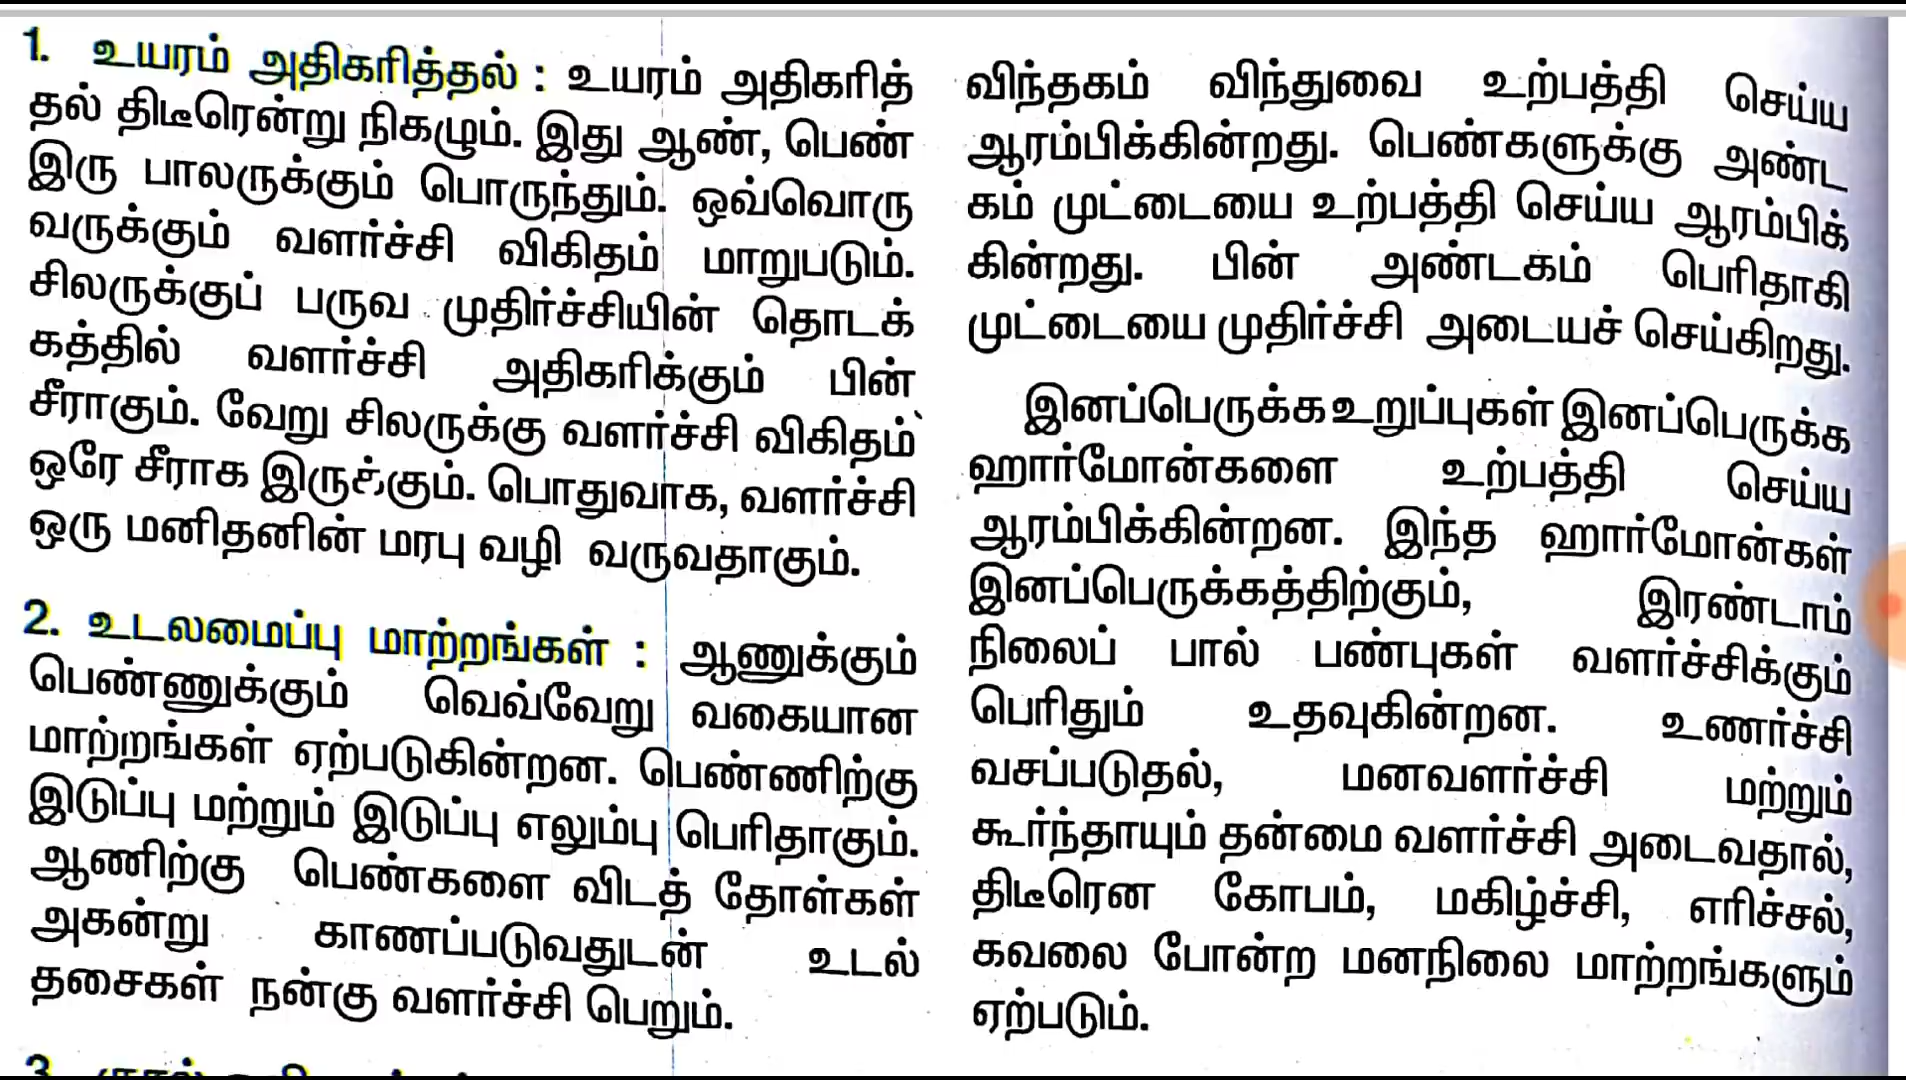 1. உயரம் அதிகரித்தல் : உயரம் அதிகரித்
தல் திடீரென்று நிகழும். இது ஆண், பெண்
இரு பாலருக்கும் பொருந்தும். ஒவ்வொரு
வருக்கும் வளர்ச்சி விகிதம் மாறுபடும்.
சிலருக்குப் பருவ முதிர்ச்சியின் தொடக்
கத்தில் வளர்ச்சி அதிகரிக்கும் பின்
சீராகும். வேறு சிலருக்கு வளர்ச்சி விகிதம்
ஒரே சீராக இருக்கும். பொதுவாக, வளர்ச்சி
ஒரு மனிதனின் மரபு வழி வருவதாகும்.
2. உடலமைப்பு மாற்றங்கள் : ஆணுக்கும்
பெண்ணுக்கும் வெவ்வேறு வகையான
மாற்றங்கள் ஏற்படுகின்றன. பெண்ணிற்கு
இடுப்பு மற்றும் இடுப்பு எலும்பு பெரிதாகும்.
ஆணிற்கு பெண்களை விடத் தோள்கள்
அகன்று காணப்படுவதுடன் உடல்
தசைகள் நன்கு வளர்ச்சி பெறும்.
3
விந்தகம் விந்துவை உற்பத்தி செய்ய
ஆரம்பிக்கின்றது. பெண்களுக்கு அண்ட
கம் முட்டையை உற்பத்தி செய்ய ஆரம்பிக்
கின்றது. பின் அண்டகம் பெரிதாகி
முட்டையை முதிர்ச்சி அடையச் செய்கிறது.
இனப்பெருக்க உறுப்புகள் இனப்பெருக்க
ஹார்மோன்களை உற்பத்தி செய்ய
ஆரம்பிக்கின்றன. இந்த ஹார்மோன்கள்
இனப்பெருக்கத்திற்கும், இரண்டாம்
நிலைப் பால் பண்புகள் வளர்ச்சிக்கும்
பெரிதும் உதவுகின்றன. உணர்ச்சி
வசப்படுதல், மனவளர்ச்சி மற்றும்
கூர்ந்தாயும் தன்மை வளர்ச்சி அடைவதால்,
திடீரென கோபம், மகிழ்ச்சி, எரிச்சல்,
கவலை போன்ற மனநிலை மாற்றங்களும்
ஏற்படும்.